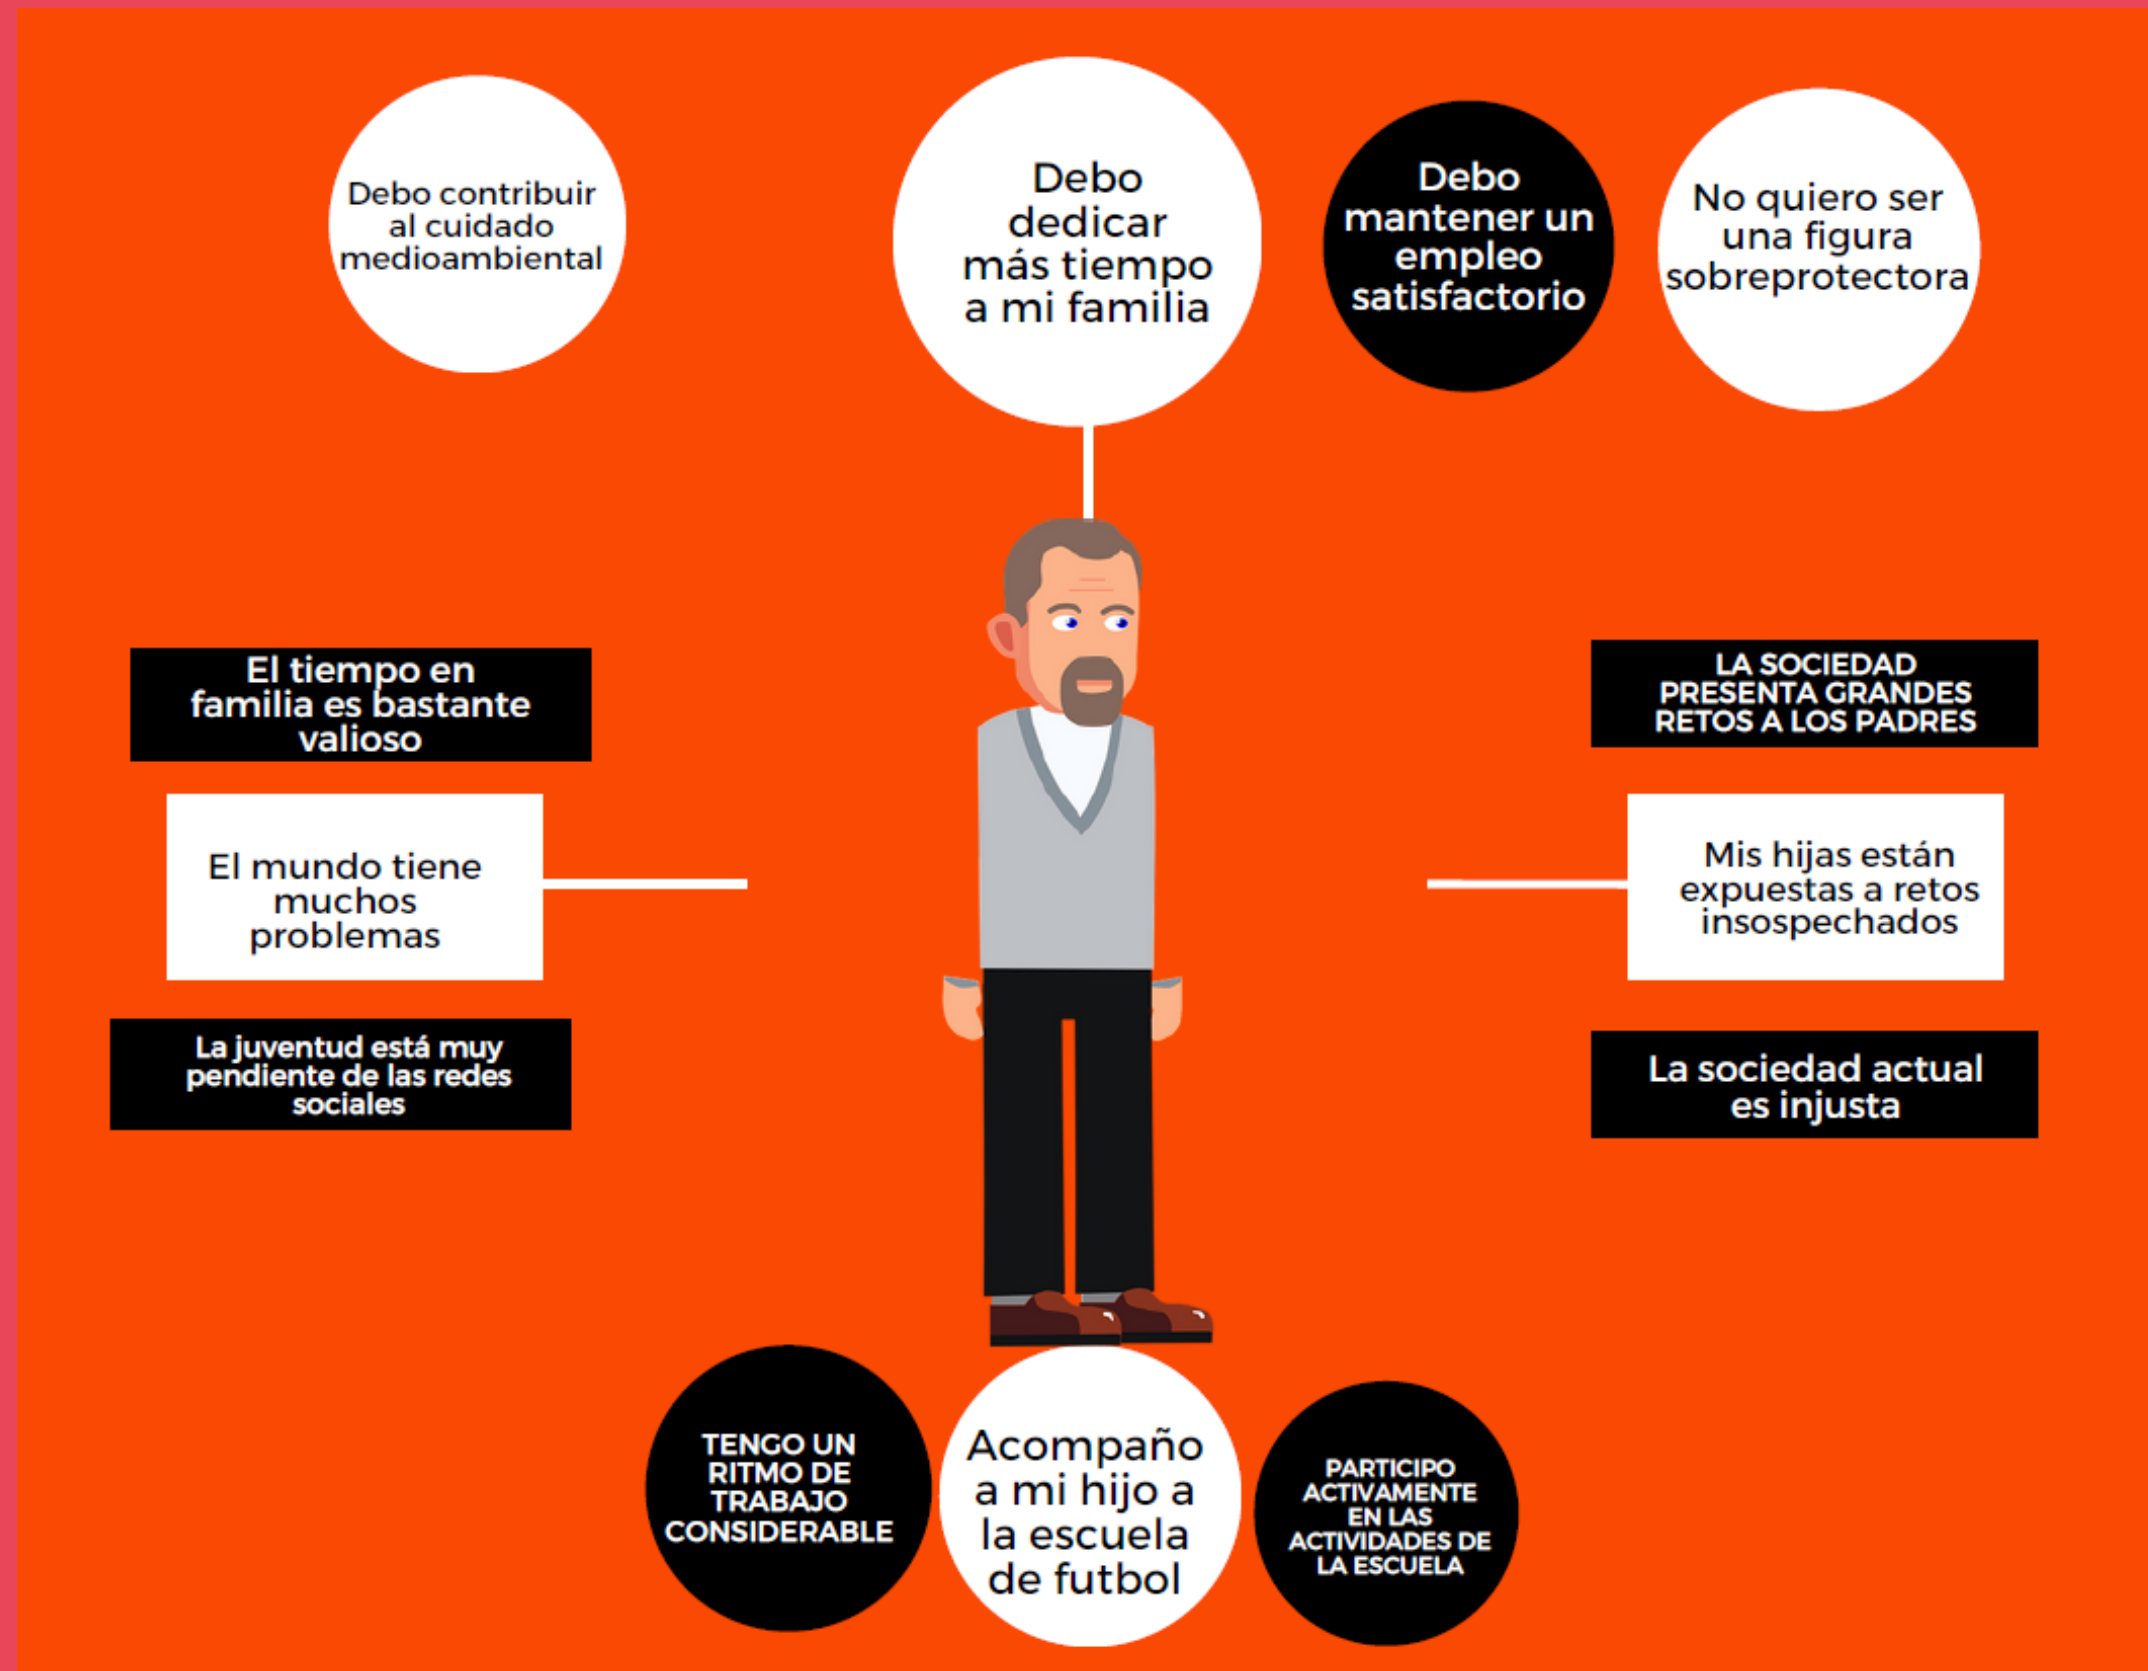 Debo contribuir
al cuidado
medioambiental
Debo
dedicar
más tiempo
a mi familia
Debo
mantener un
empleo
satisfactorio
No quiero ser
una figura
sobreprotectora
El tiempo en
familia es bastante
valioso
El mundo tiene
muchos
problemas
La juventud está muy
pendiente de las redes
sociales
LA SOCIEDAD
PRESENTA GRANDES
RETOS A LOS PADRES
Mis hijas están
expuestas a retos
insospechados
La sociedad actual
es injusta
TENGO UN
RITMO DE
TRABAJO
CONSIDERABLE
Acompaño
a mi hijo a
la escuela
de futbol
PARTICIPO
ACTIVAMENTE
EN LAS
ACTIVIDADES DE
LA ESCUELA